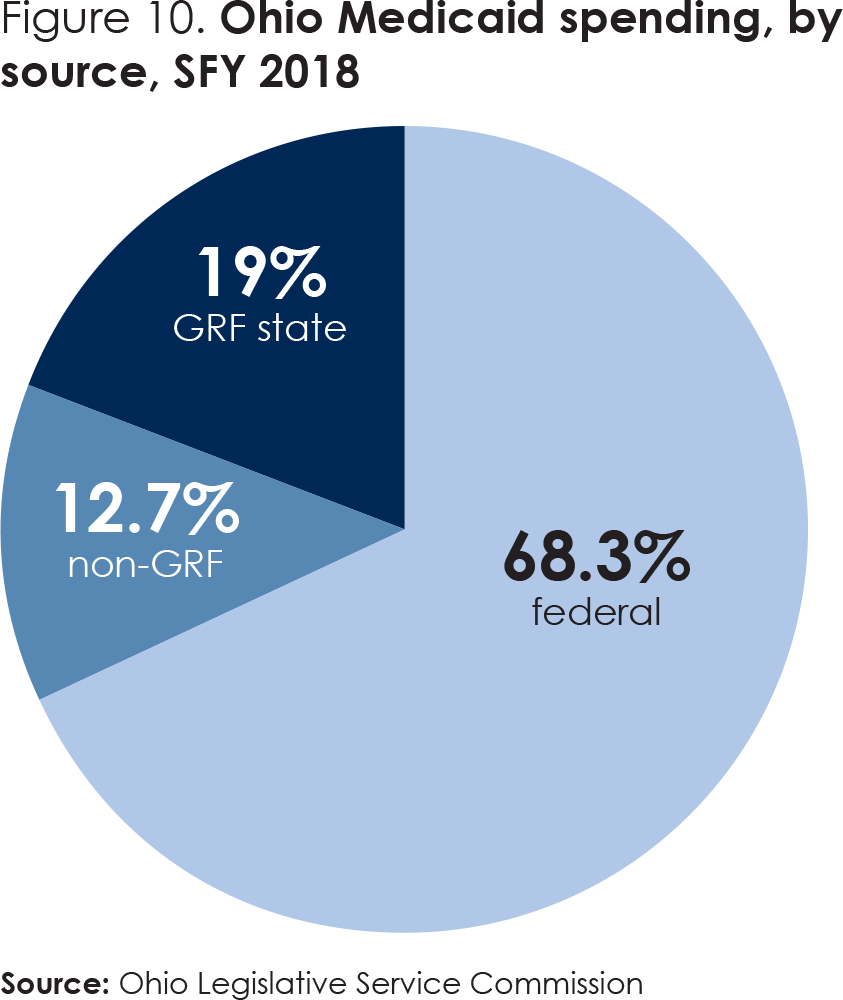 Figure 10. Ohio Medicaid spending, by
source, SFY 2018
19%
GRF state
12.7%
non-GRF
68.3%
federal
Source: Ohio Legislative Service Commission